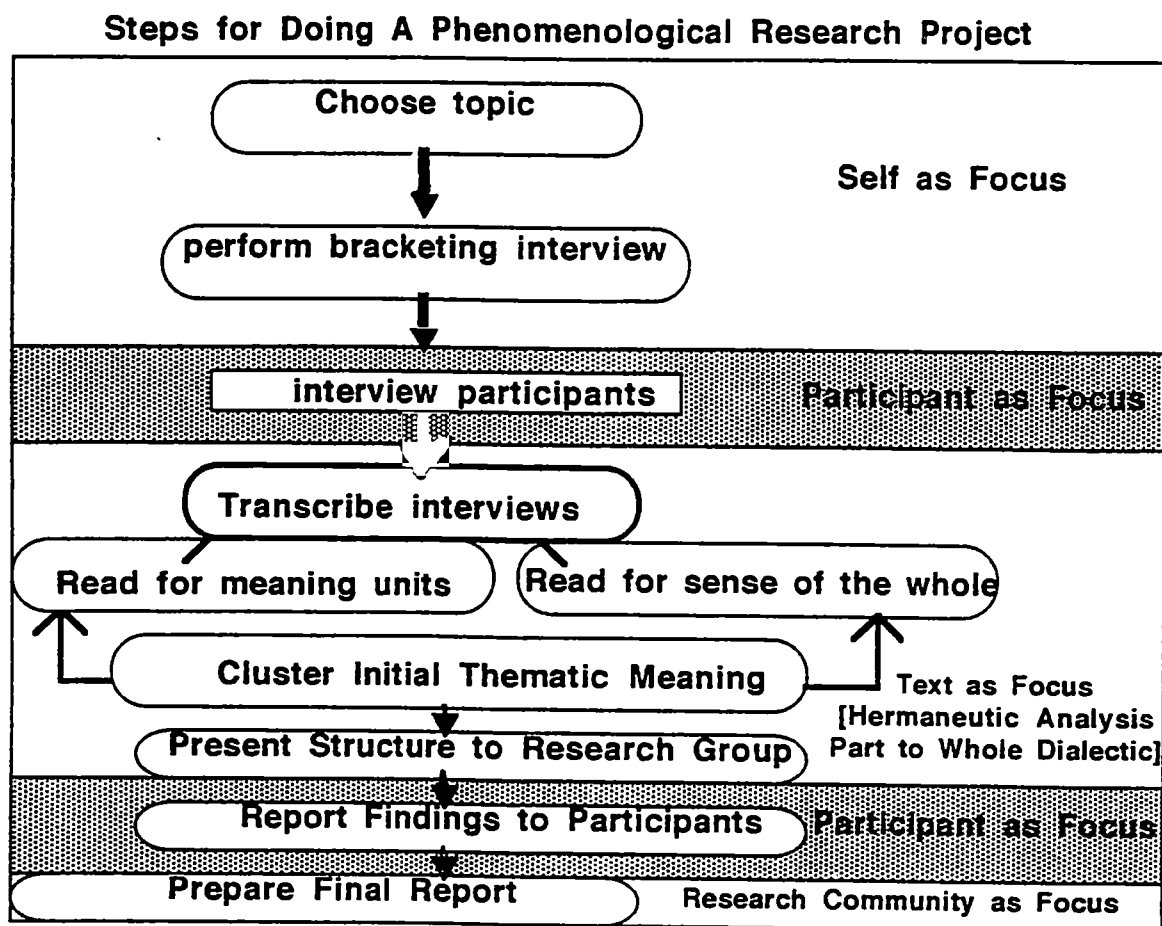 Steps for Doing A Phenomenological Research Project
Choose topic
Self as Focus
perform bracketing interview
interview participants
Participant as Focus
Transcribe interviews
Read for meaning units
Read for sense of the whole
Cluster Initial Thematic Meaning
Text as Focus
[Hermaneutic Analysis
Part to Whole Dialectic]
Present Structure to Research Group
Report Findings to Participants
Participant as Focus
Prepare Final Report
Research Community as Focus